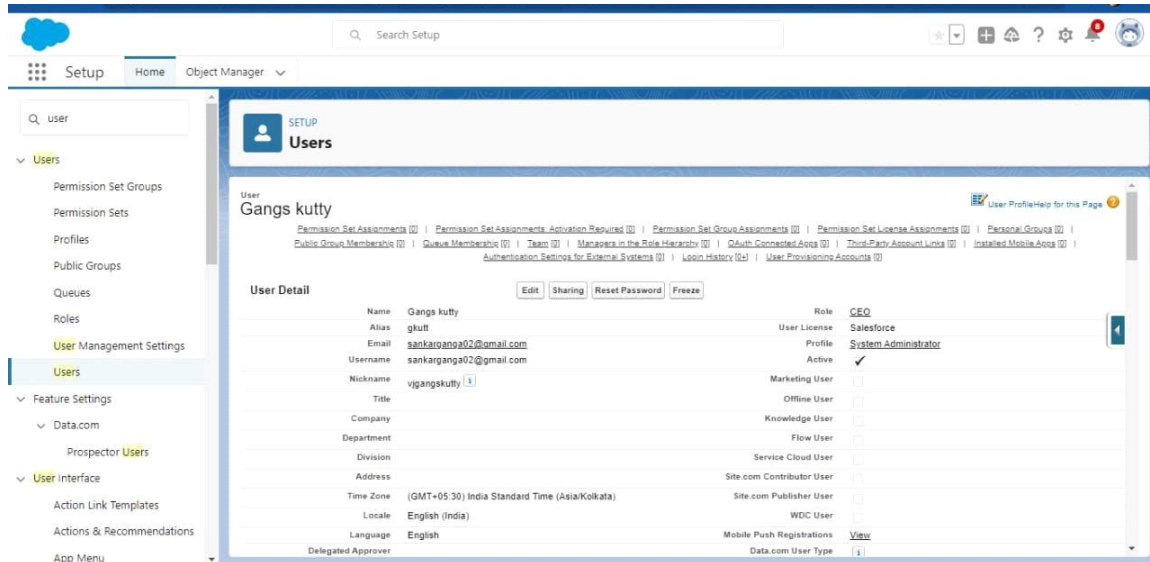 Search Setup
Setup
Home
Object Manager
user
Users
Permission Set Groups
Permission Sets
Profiles
Public Groups
Queues
Roles
User Management Settings
Users
Feature Settings
Data.com
Prospector Users
User Interface
Action Link Templates
Actions & Recommendations
App Menu
SETUP
Users
User
Gangs kutty
User Profile
Help for this Page
Permission Set Assignments [0] | Permission Set Assignments: Activation Required [0] | Permission Set Group Assignments [0] | Permission Set License Assignments [0] | Personal Groups [0] |
Public Group Membership [0] | Queue Membership [0] | Team [0] | Managers in the Role Hierarchy [0] | OAuth Connected Apps [0] | Third-Party Account Links [0] | Installed Mobile Apps [0] |
Authentication Settings for External Systems [0] | Login History [0+] | User Provisioning Accounts [0]
User Detail
Edit Sharing Reset Password Freeze
Name Gangs kutty Role CEO
Alias gkutt User License Salesforce
Email sankarganga02@gmail.com Profile System Administrator
Username sankarganga02@gmail.com Active ✓
Nickname vjgangskutty i Marketing User
Title Offline User
Company Knowledge User
Department Flow User
Division Service Cloud User
Address Site.com Contributor User
Time Zone (GMT+05:30) India Standard Time (Asia/Kolkata) Site.com Publisher User
Locale English (India) WDC User
Language English Mobile Push Registrations View
Delegated Approver Data.com User Type i